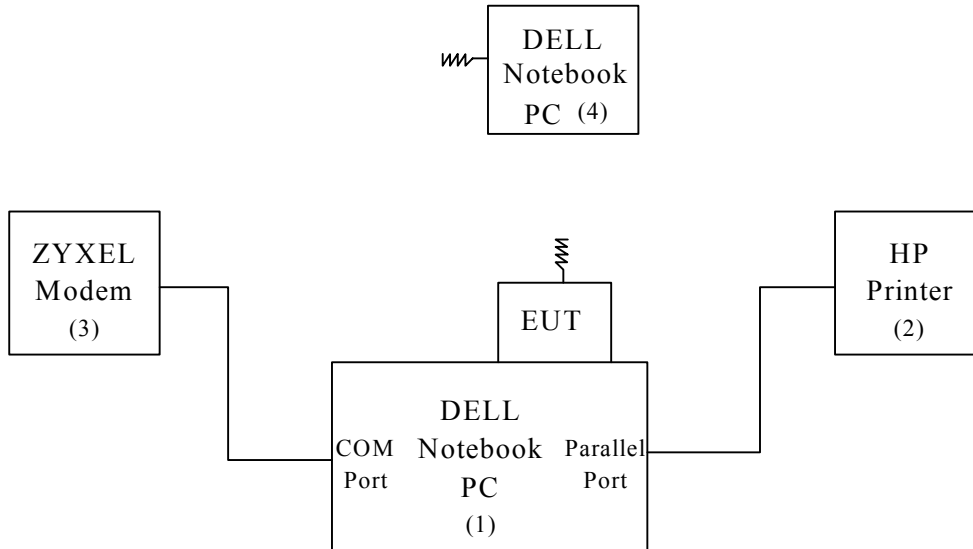 DELL
Notebook
PC (4)
ZYXEL
Modem
(3)
HP
Printer
(2)
EUT
DELL
Notebook
PC
(1)
COM
Port
Parallel
Port